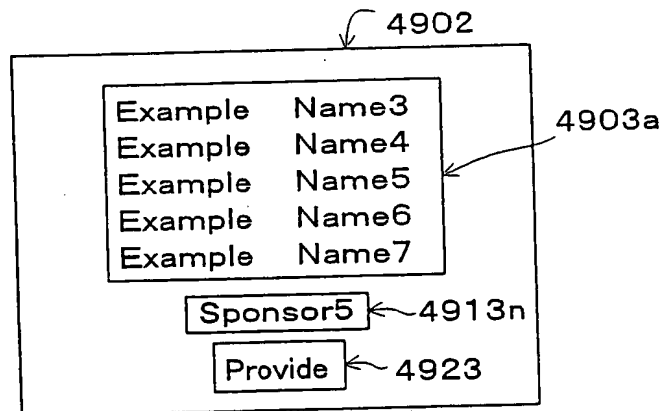 4902
Example Name3
Example Name4
Example Name5
Example Name6
Example Name7
4903a
Sponsor5
4913n
Provide
4923